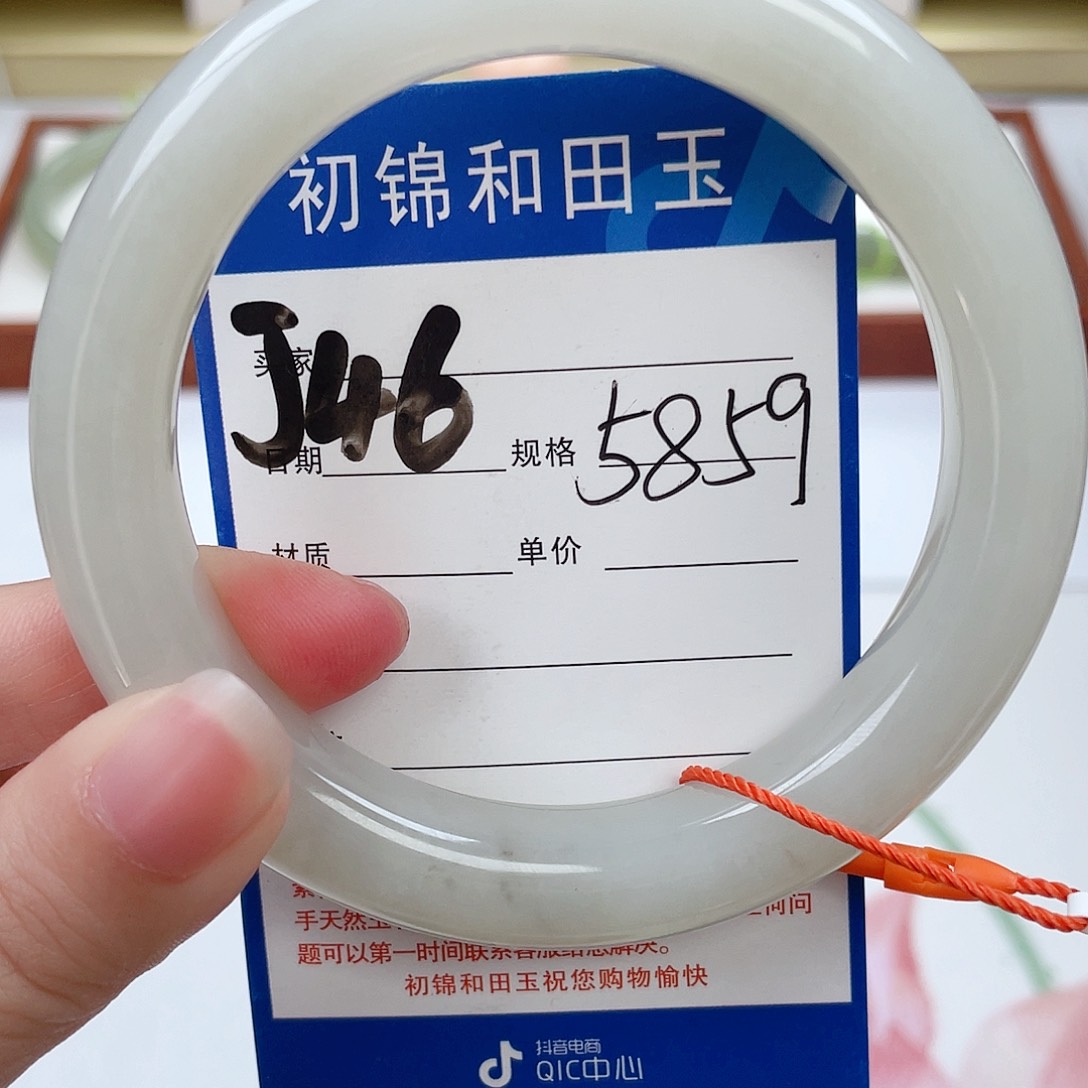 初锦和田玉
买家
J46
日期 规格 5859
材质 单价
手天然玉
问
题可以第一时间联系客服给您解决。
初锦和田玉祝您购物愉快
抖音电商
QIC中心